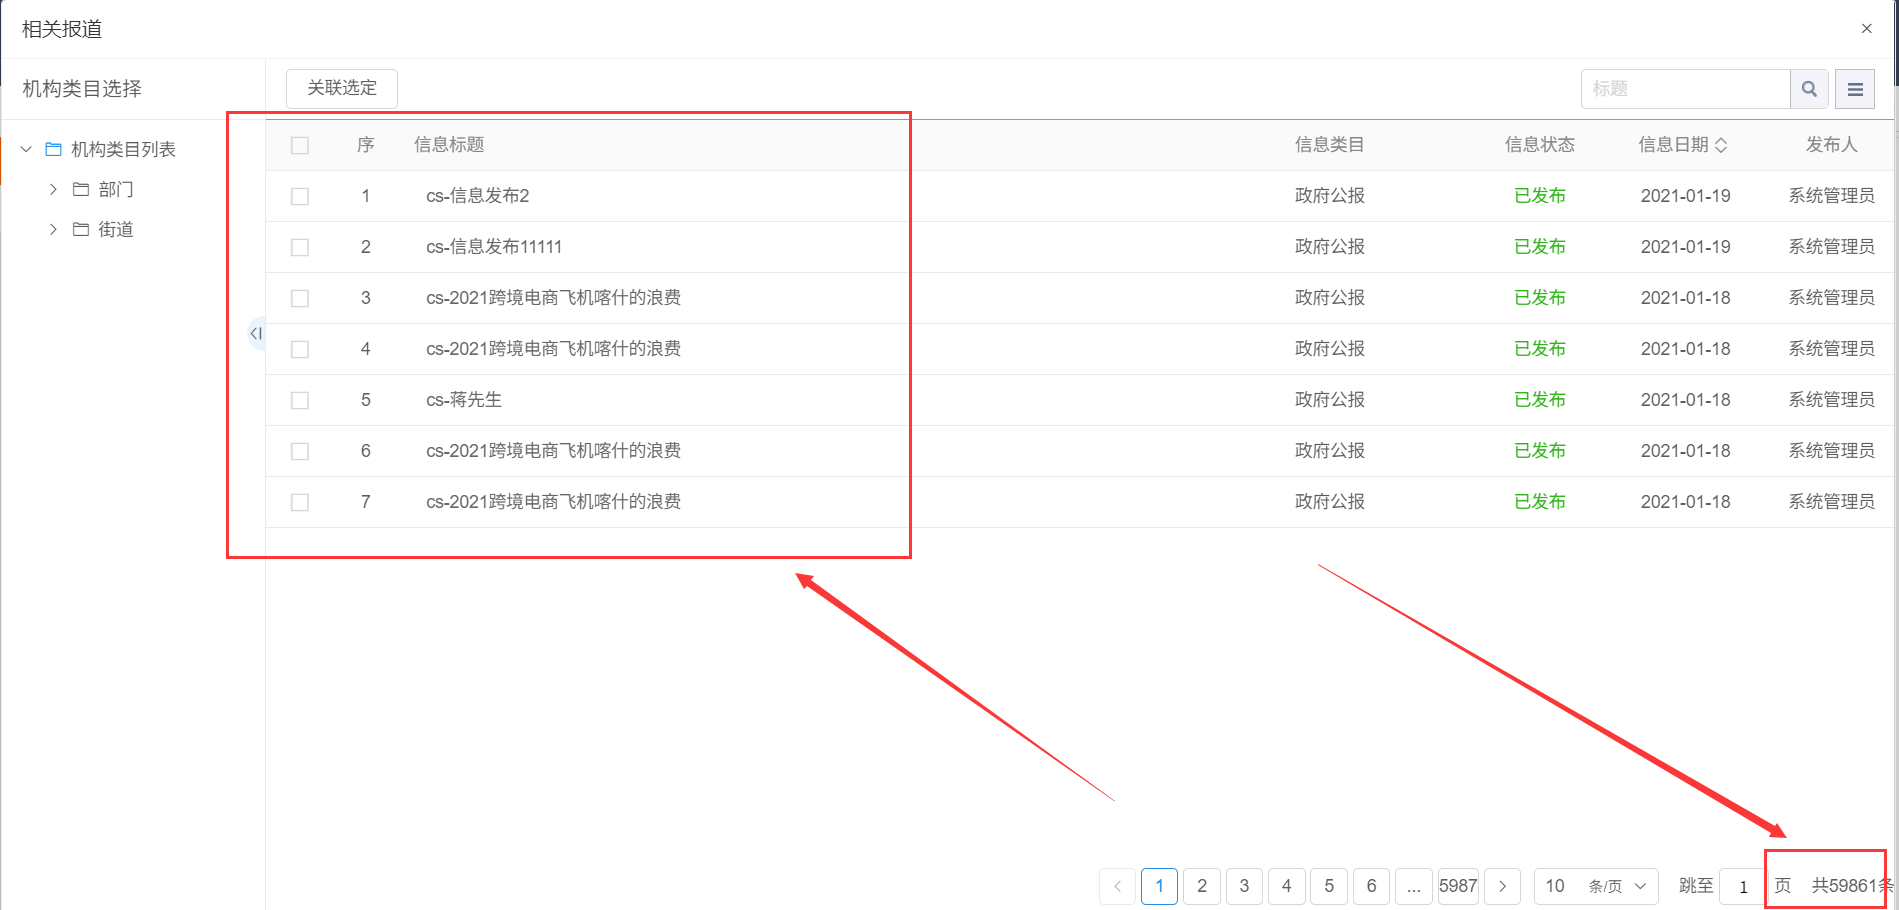 相关报道
机构类目选择
关联选定
标题
机构类目列表
部门
街道
序 信息标题 信息类目 信息状态 信息日期 发布人
1 cs-信息发布2 政府公报 已发布 2021-01-19 系统管理员
2 cs-信息发布11111 政府公报 已发布 2021-01-19 系统管理员
3 cs-2021跨境电商飞机喀什的浪费 政府公报 已发布 2021-01-18 系统管理员
4 cs-2021跨境电商飞机喀什的浪费 政府公报 已发布 2021-01-18 系统管理员
5 cs-蒋先生 政府公报 已发布 2021-01-18 系统管理员
6 cs-2021跨境电商飞机喀什的浪费 政府公报 已发布 2021-01-18 系统管理员
7 cs-2021跨境电商飞机喀什的浪费 政府公报 已发布 2021-01-18 系统管理员
1 2 3 4 5 6 ... 5987 10 条/页 跳至 1 页 共59861条